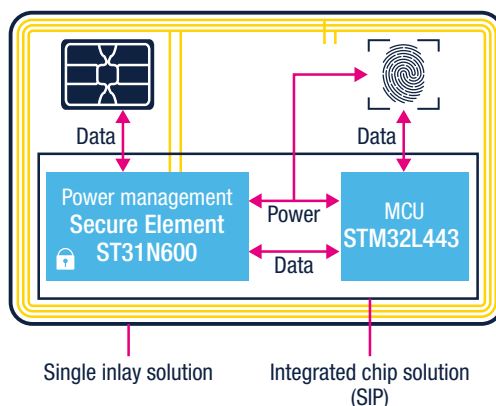 Data
Data
Power management
Secure Element
ST31N600
Power
Data
MCU
STM32L443
Single inlay solution
Integrated chip solution
(SIP)